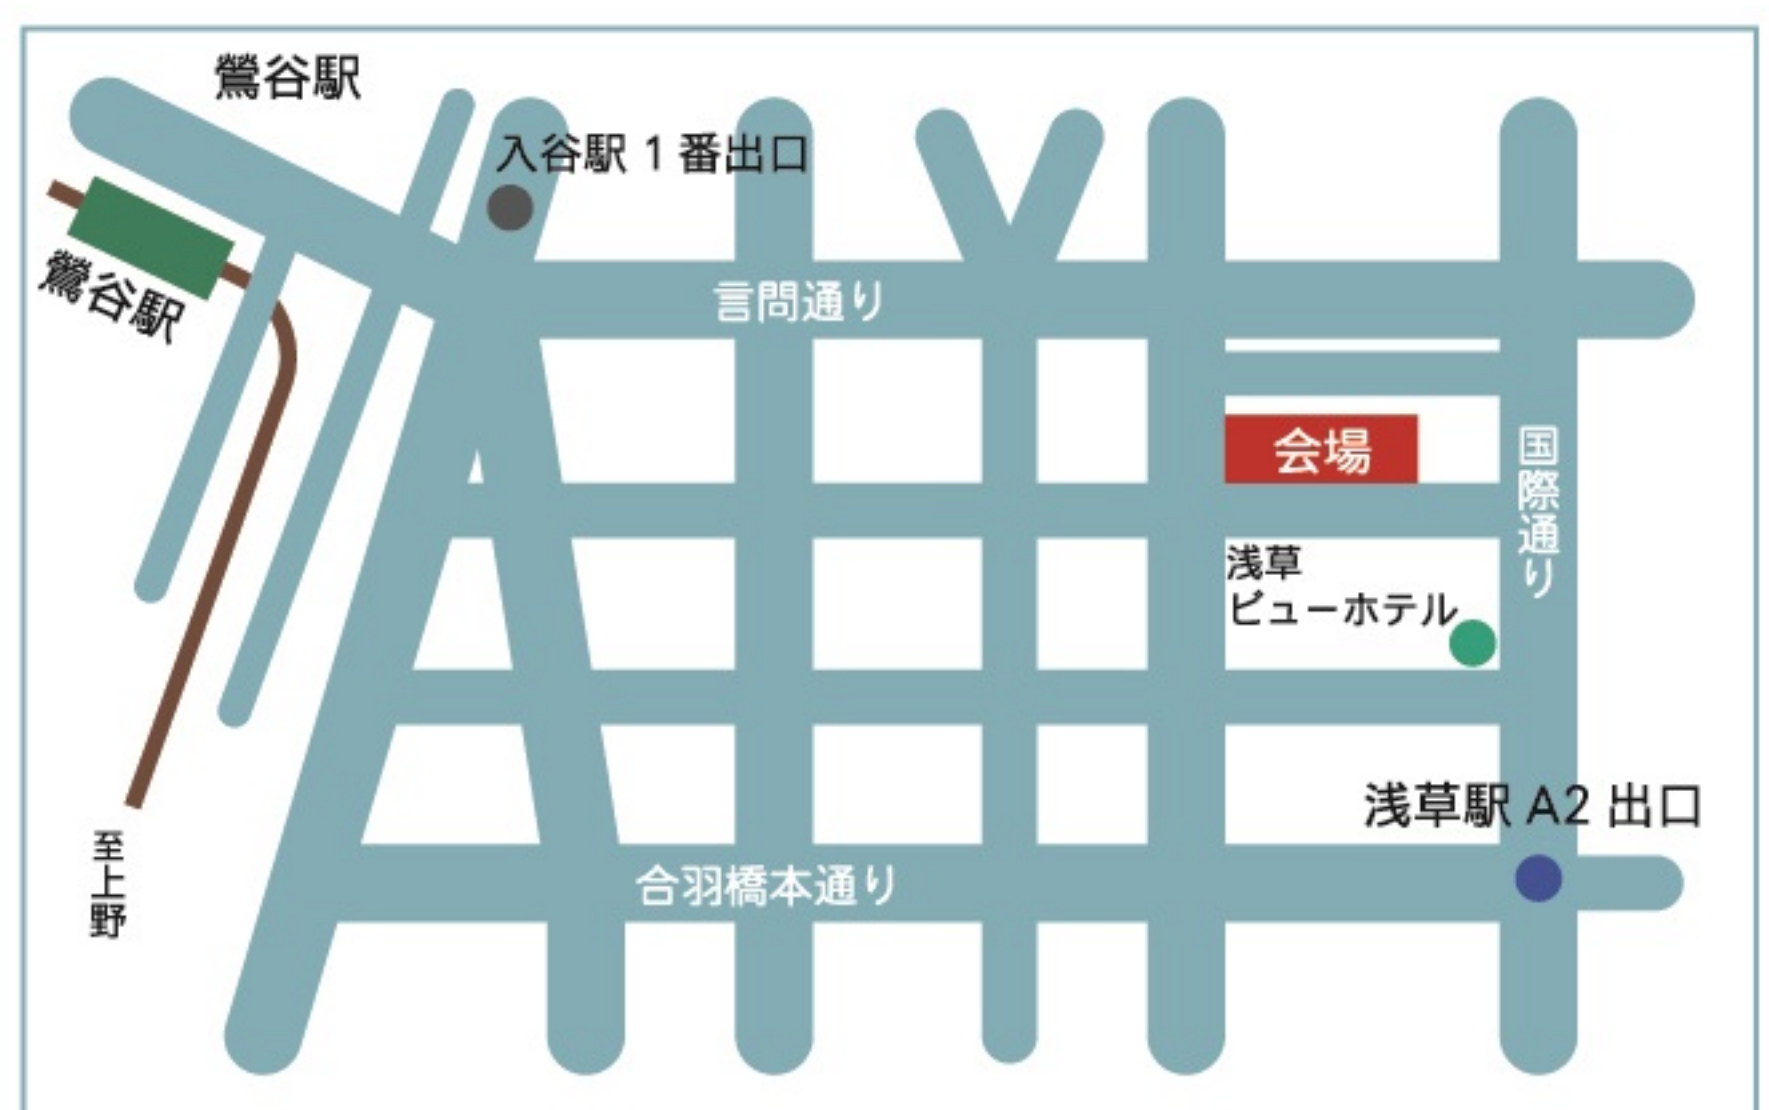 鶯谷駅
入谷駅 1 番出口
鶯谷駅
言問通り
会場
国際通り
浅草
ビューホテル
浅草駅 A2 出口
至上野
合羽橋本通り